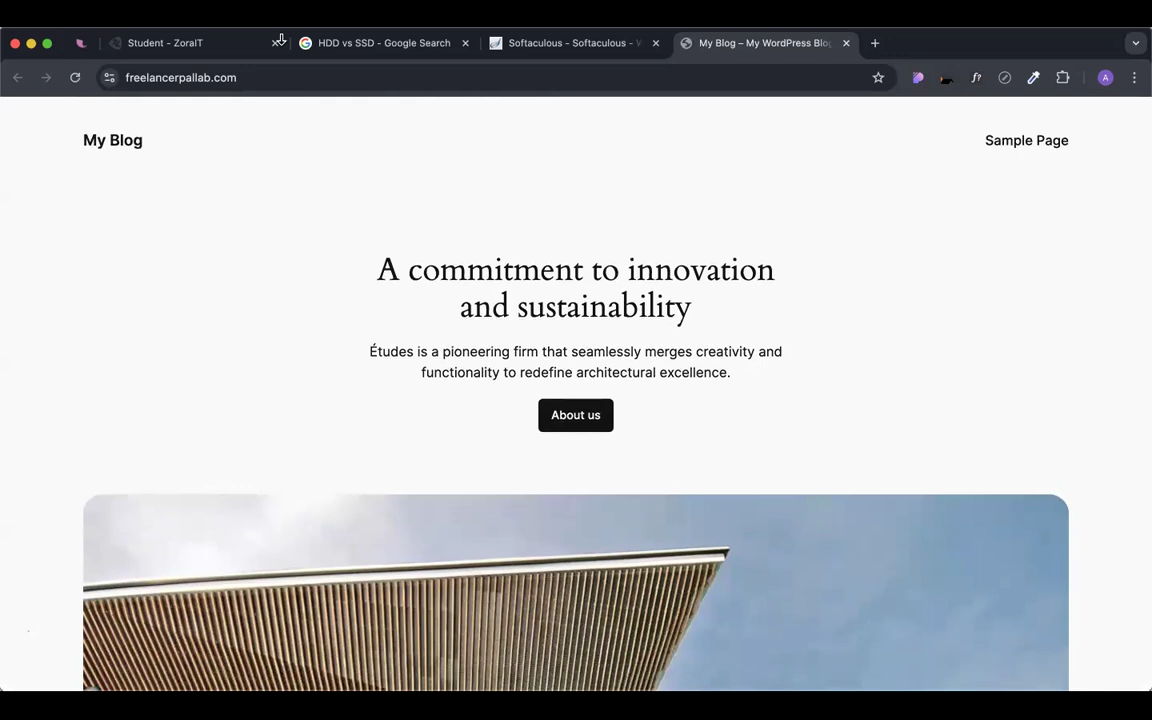 Student - ZoraIT
HDD vs SSD - Google Search
Softaculous - Softaculous -
My Blog – My WordPress Blog
freelancerpallab.com
f?
A
My Blog
Sample Page
A commitment to innovation
and sustainability
Études is a pioneering firm that seamlessly merges creativity and
functionality to redefine architectural excellence.
About us